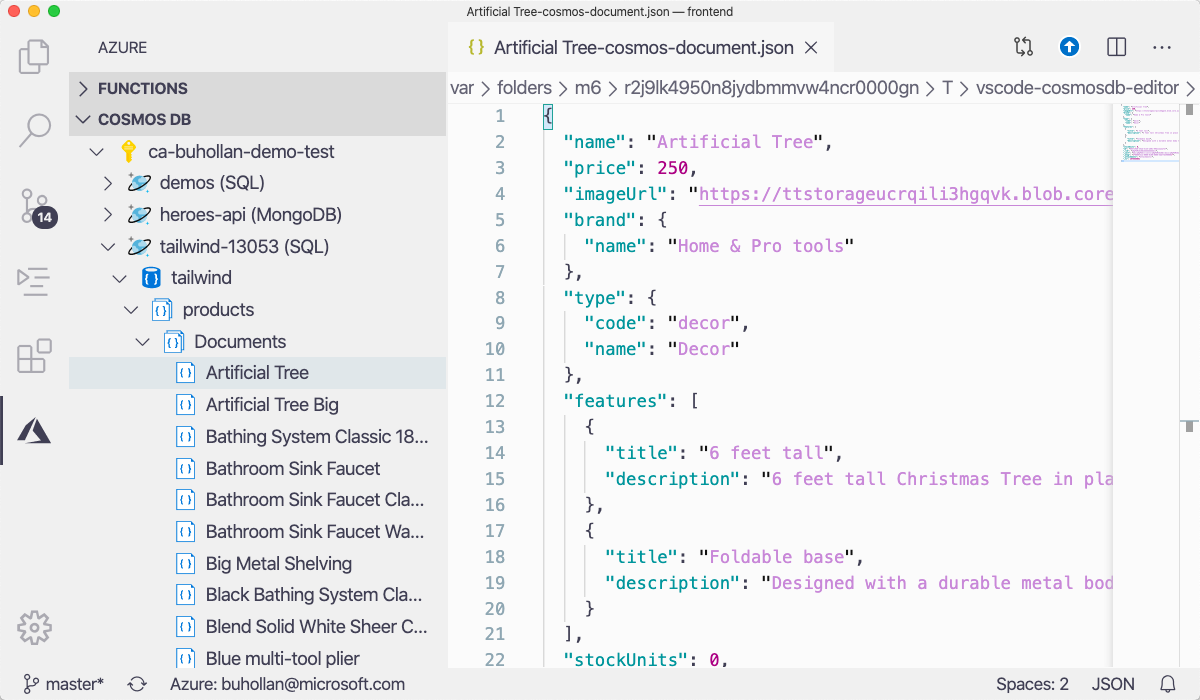 Artificial Tree-cosmos-document.json — frontend
AZURE
{} Artificial Tree-cosmos-document.json
FUNCTIONS
COSMOS DB
ca-buhollan-demo-test
demos (SQL)
heroes-api (MongoDB)
14
tailwind-13053 (SQL)
tailwind
products
Documents
Artificial Tree
Artificial Tree Big
Bathing System Classic 18...
Bathroom Sink Faucet
Bathroom Sink Faucet Cla...
Bathroom Sink Faucet Wa...
Big Metal Shelving
Black Bathing System Cla...
Blend Solid White Sheer C...
Blue multi-tool plier
var > folders > m6 > r2j9lk4950n8jydbmmvw4ncr0000gn > T > vscode-cosmosdb-editor >
1 {
2 "name": "Artificial Tree",
3 "price": 250,
4 "imageUrl": "https://ttstorageucrqili3hgqvk.blob.core
5 "brand": {
6 "name": "Home & Pro tools"
7 },
8 "type": {
9 "code": "decor",
10 "name": "Decor"
11 },
12 "features": [
13 {
14 "title": "6 feet tall",
15 "description": "6 feet tall Christmas Tree in pla
16 },
17 {
18 "title": "Foldable base",
19 "description": "Designed with a durable metal bod
20 }
21 ],
22 "stockUnits": 0,
master* Azure: buhollan@microsoft.com Spaces: 2 JSON